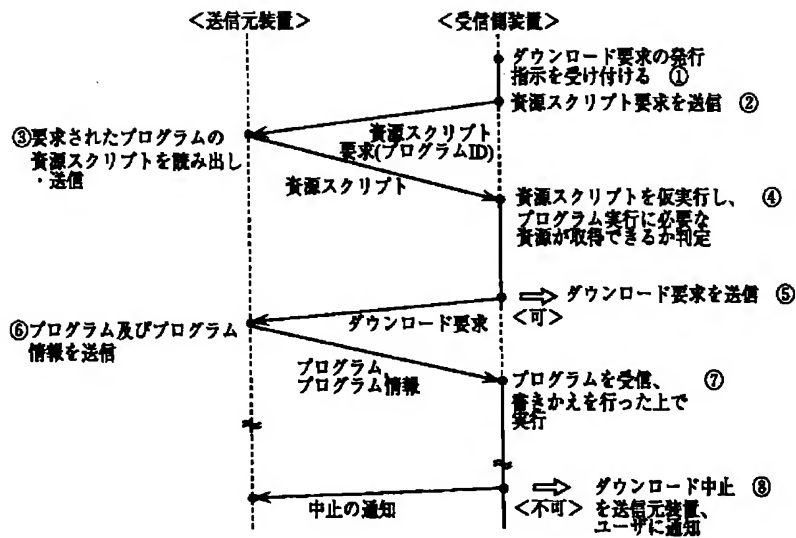 <送信元装置>
<受信側装置>
ダウンロード要求の発行
指示を受け付ける ①
資源スクリプト要求を送信 ②
③要求されたプログラムの
資源スクリプトを読み出し
・送信
資源スクリプト
要求(プログラムID)
資源スクリプト
資源スクリプトを仮実行し、 ④
プログラム実行に必要な
資源が取得できるか判定
⇨ ダウンロード要求を送信 ⑤
<可>
ダウンロード要求
⑥プログラム及びプログラム
情報を送信
プログラム、
プログラム情報
プログラムを受信、 ⑦
書きかえを行った上で
実行
⇨ ダウンロード中止 ⑧
<不可> を送信元装置、
ユーザに通知
中止の通知